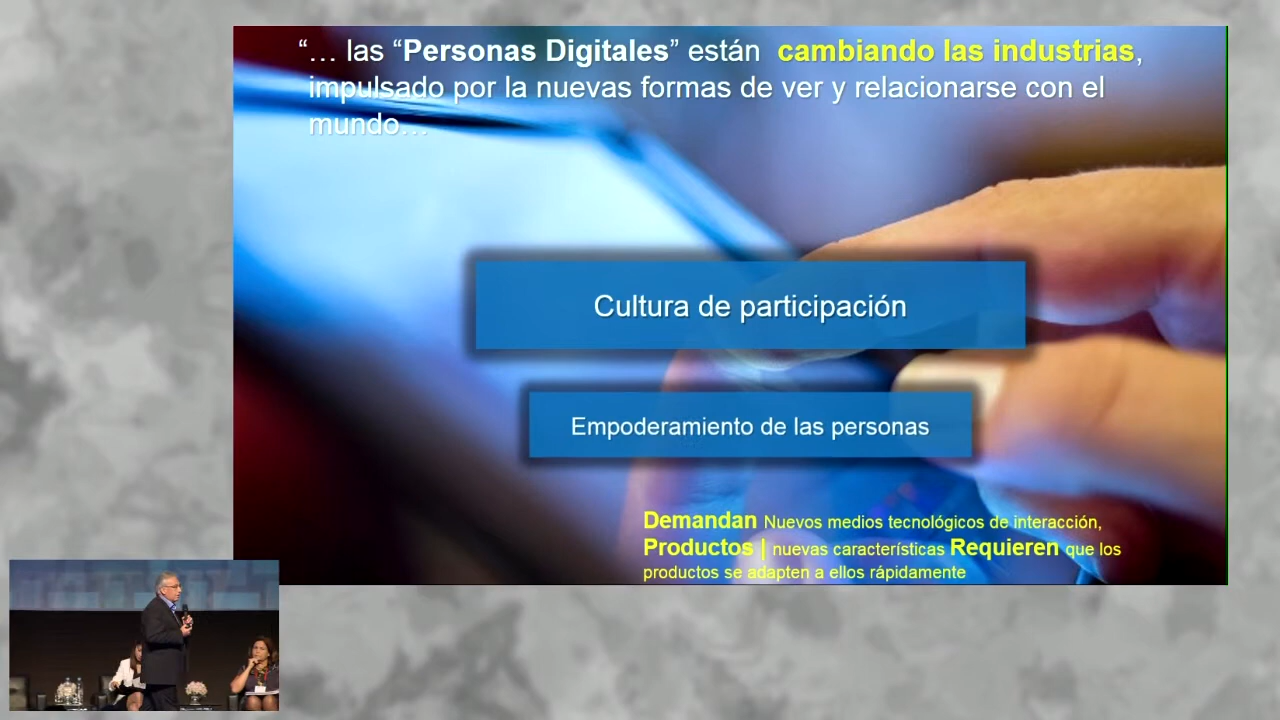 “… las “Personas Digitales” están cambiando las industrias,
impulsado por la nuevas formas de ver y relacionarse con el
mundo…
Cultura de participación
Empoderamiento de las personas
Demandan Nuevos medios tecnológicos de interacción,
Productos | nuevas características Requieren que los
productos se adapten a ellos rápidamente